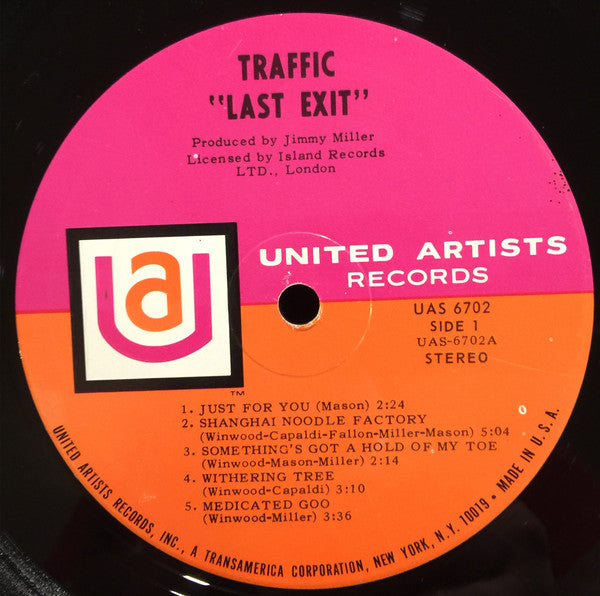 TRAFFIC
"LAST EXIT"
Produced by Jimmy Miller
Licensed by Island Records
LTD., London
ua
UNITED ARTISTS
RECORDS
UAS 6702
SIDE 1
UAS-6702A
STEREO
TM
1. JUST FOR YOU (Mason) 2:24
2. SHANGHAI NOODLE FACTORY
(Winwood-Capaldi-Fallon-Miller-Mason) 5:04
3. SOMETHING'S GOT A HOLD OF MY TOE
(Winwood-Mason-Miller) 2:14
4. WITHERING TREE
(Winwood-Capaldi) 3:10
5. MEDICATED GOO
(Winwood-Miller) 3:36
UNITED ARTISTS RECORDS, INC., A TRANSAMERICA CORPORATION, NEW YORK, N.Y. 10019 • MADE IN U.S.A.